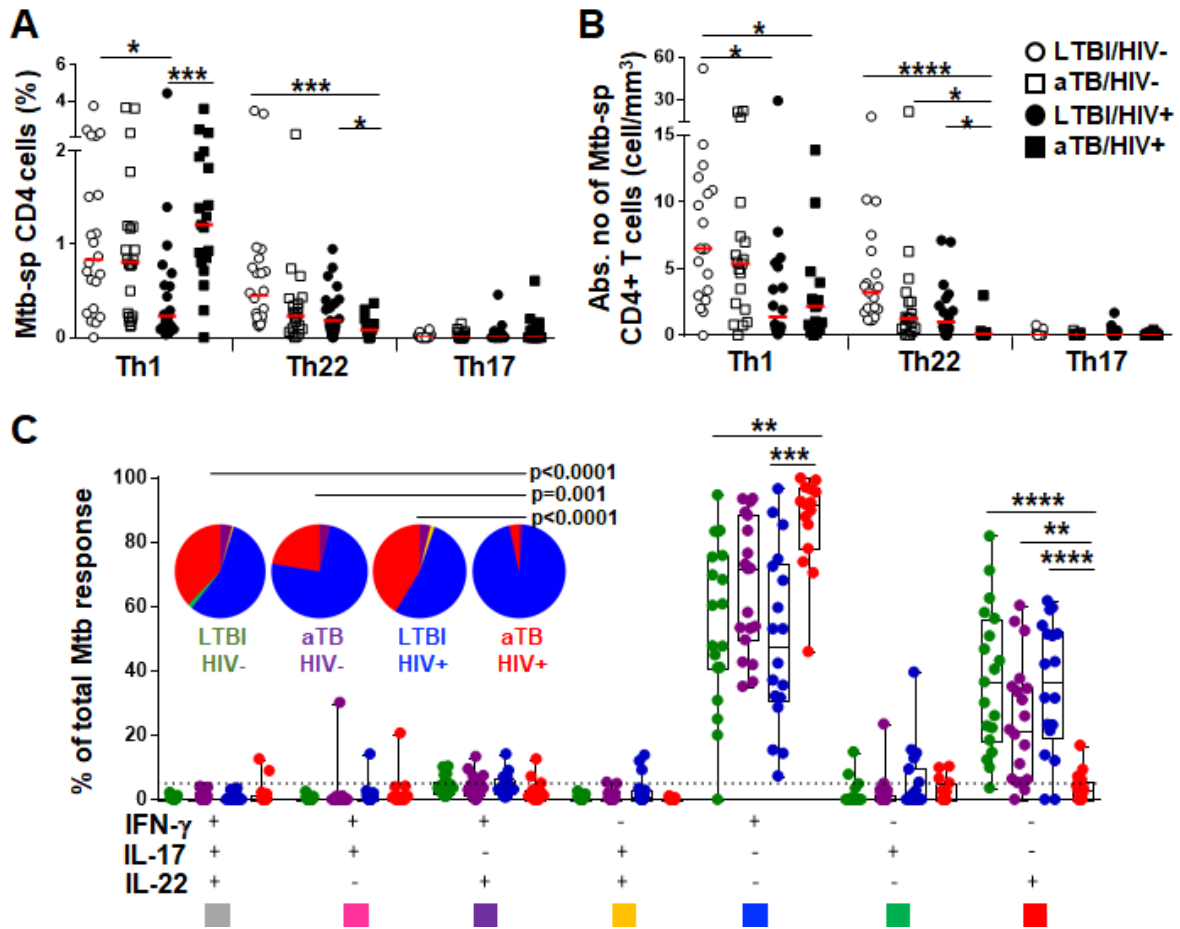 A
Mtb-sp CD4 cells (%)
6
4
2
1
0
*
***
***
*
Th1 Th22 Th17
B
Abs. no of Mtb-sp
CD4+ T cells (cell/mm³)
60
30
15
10
5
0
*
*
****
*
*
Th1 Th22 Th17
LTBI/HIV-
aTB/HIV-
LTBI/HIV+
aTB/HIV+
C
% of total Mtb response
100
80
60
40
20
0
p<0.0001
p=0.001
p<0.0001
LTBI aTB LTBI aTB
HIV- HIV- HIV+ HIV+
**
***
****
**
****
IFN-γ + + + - + - -
IL-17 + + - + - + -
IL-22 + - + + - - +